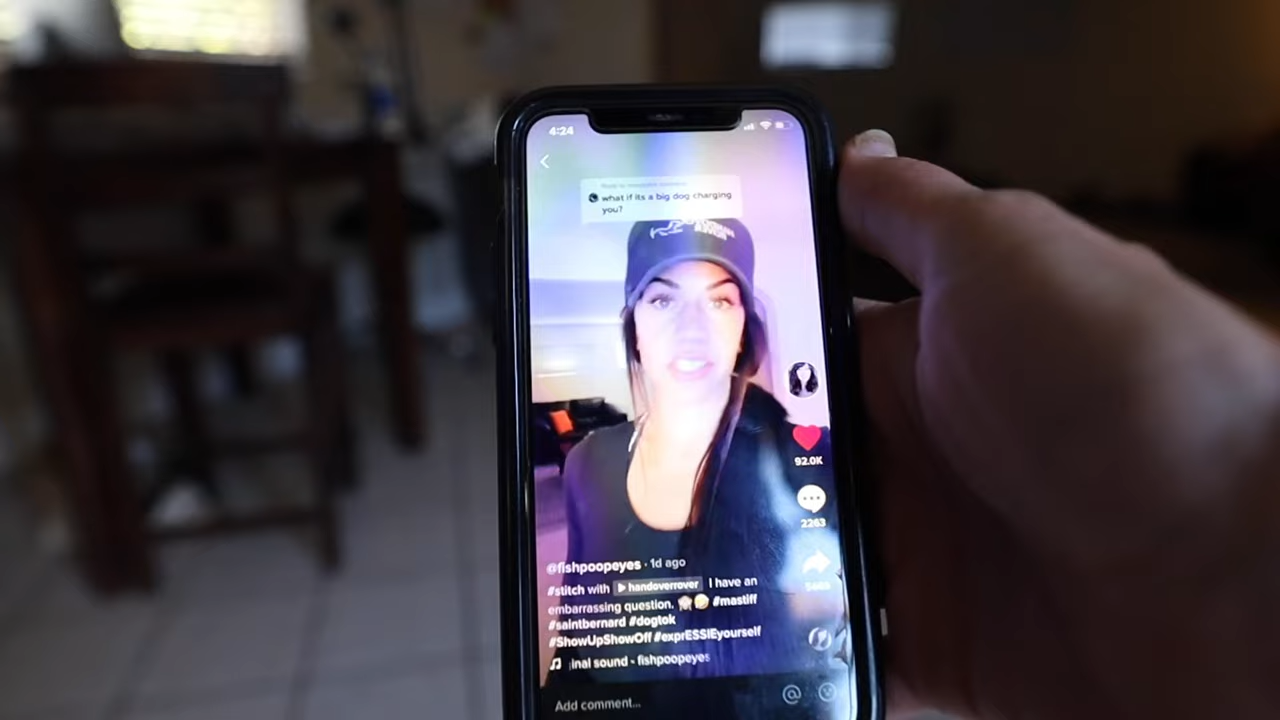 4:24
what if its a big dog charging
you?
92.0K
2263
@fishpoopeyes · 1d ago
#stitch with ▶ handoverrover I have an
embarrassing question. 🙈🤪 #mastiff
#saintbernard #dogtok
#ShowUpShowOff #exprESSIEyourself
inal sound - fishpoopeyes
Add comment...